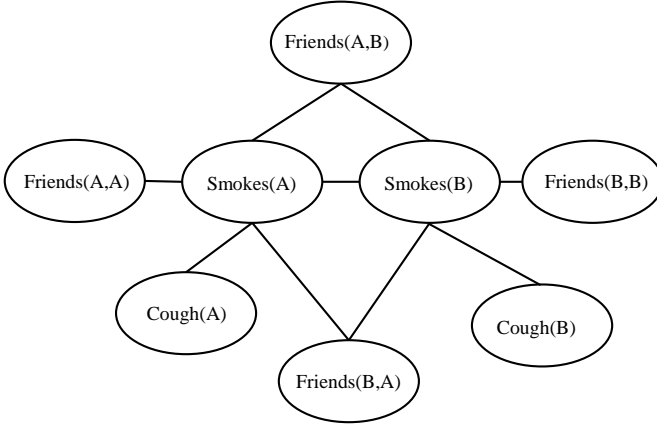 Friends(A,B)
Friends(A,A)
Smokes(A)
Smokes(B)
Friends(B,B)
Cough(A)
Cough(B)
Friends(B,A)